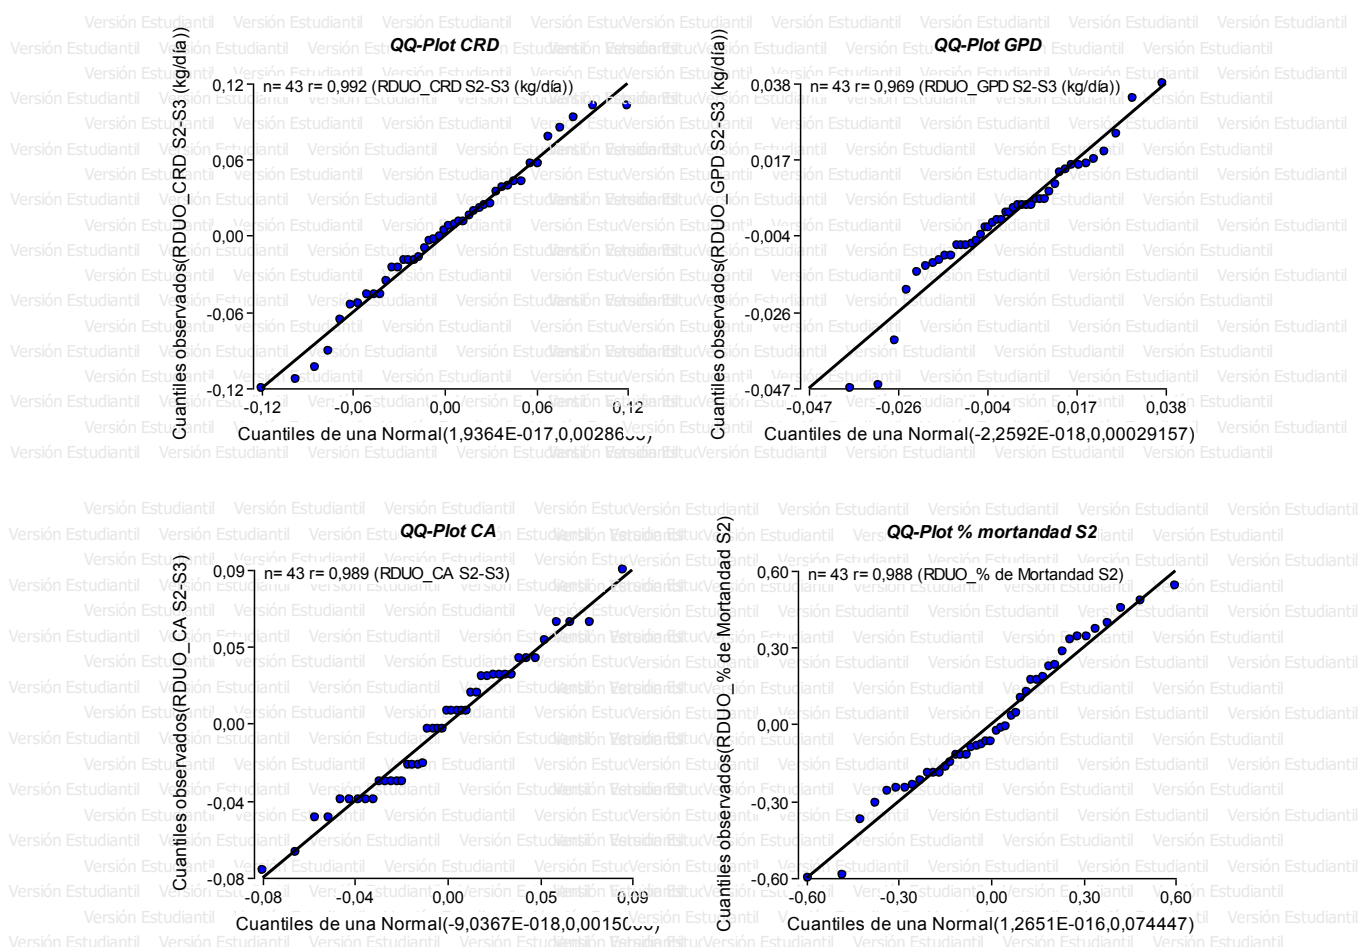 QQ-Plot CRD
n= 43 r= 0,992 (RDUO_CRD S2-S3 (kg/día))
Cuantiles observados(RDUO_CRD S2-S3 (kg/día))
0,12
0,06
0,00
-0,06
-0,12
-0,12 -0,06 0,00 0,06 0,12
Cuantiles de una Normal(1,9364E-017,
QQ-Plot GPD
n= 43 r= 0,969 (RDUO_GPD S2-S3 (kg/día))
Cuantiles observados(RDUO_GPD S2-S3 (kg/día))
0,038
0,017
-0,004
-0,026
-0,047
-0,047 -0,026 -0,004 0,017 0,038
Cuantiles de una Normal(-2,2592E-018,0,00029157)
QQ-Plot CA
n= 43 r= 0,989 (RDUO_CA S2-S3)
Cuantiles observados(RDUO_CA S2-S3)
0,09
0,05
0,00
-0,04
-0,08
-0,08 -0,04 0,00 0,05 0,09
Cuantiles de una Normal(-9,0367E-018,
QQ-Plot % mortandad S2
n= 43 r= 0,988 (RDUO_% de Mortandad S2)
Cuantiles observados(RDUO_% de Mortandad S2)
0,60
0,30
0,00
-0,30
-0,60
-0,60 -0,30 0,00 0,30 0,60
Cuantiles de una Normal(1,2651E-016,0,074447)
Versión Estudiantil